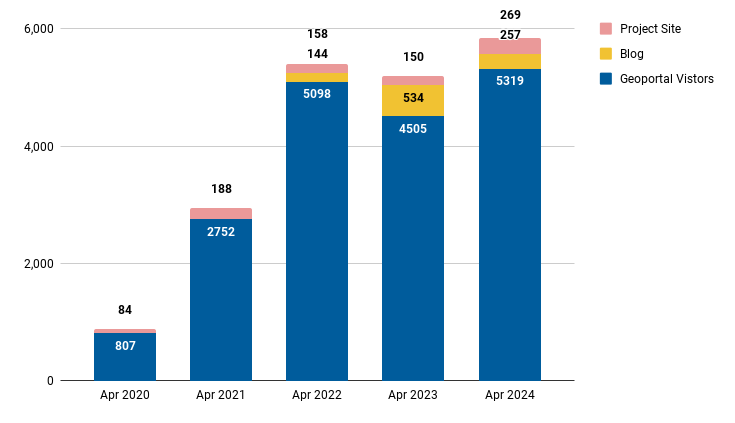 269
6,000
158
257
Project Site
144
150
Blog
5098
534
5319
Geoportal Vistors
4505
4,000
188
2752
2,000
84
807
0
Apr 2020
Apr 2021
Apr 2022
Apr 2023
Apr 2024